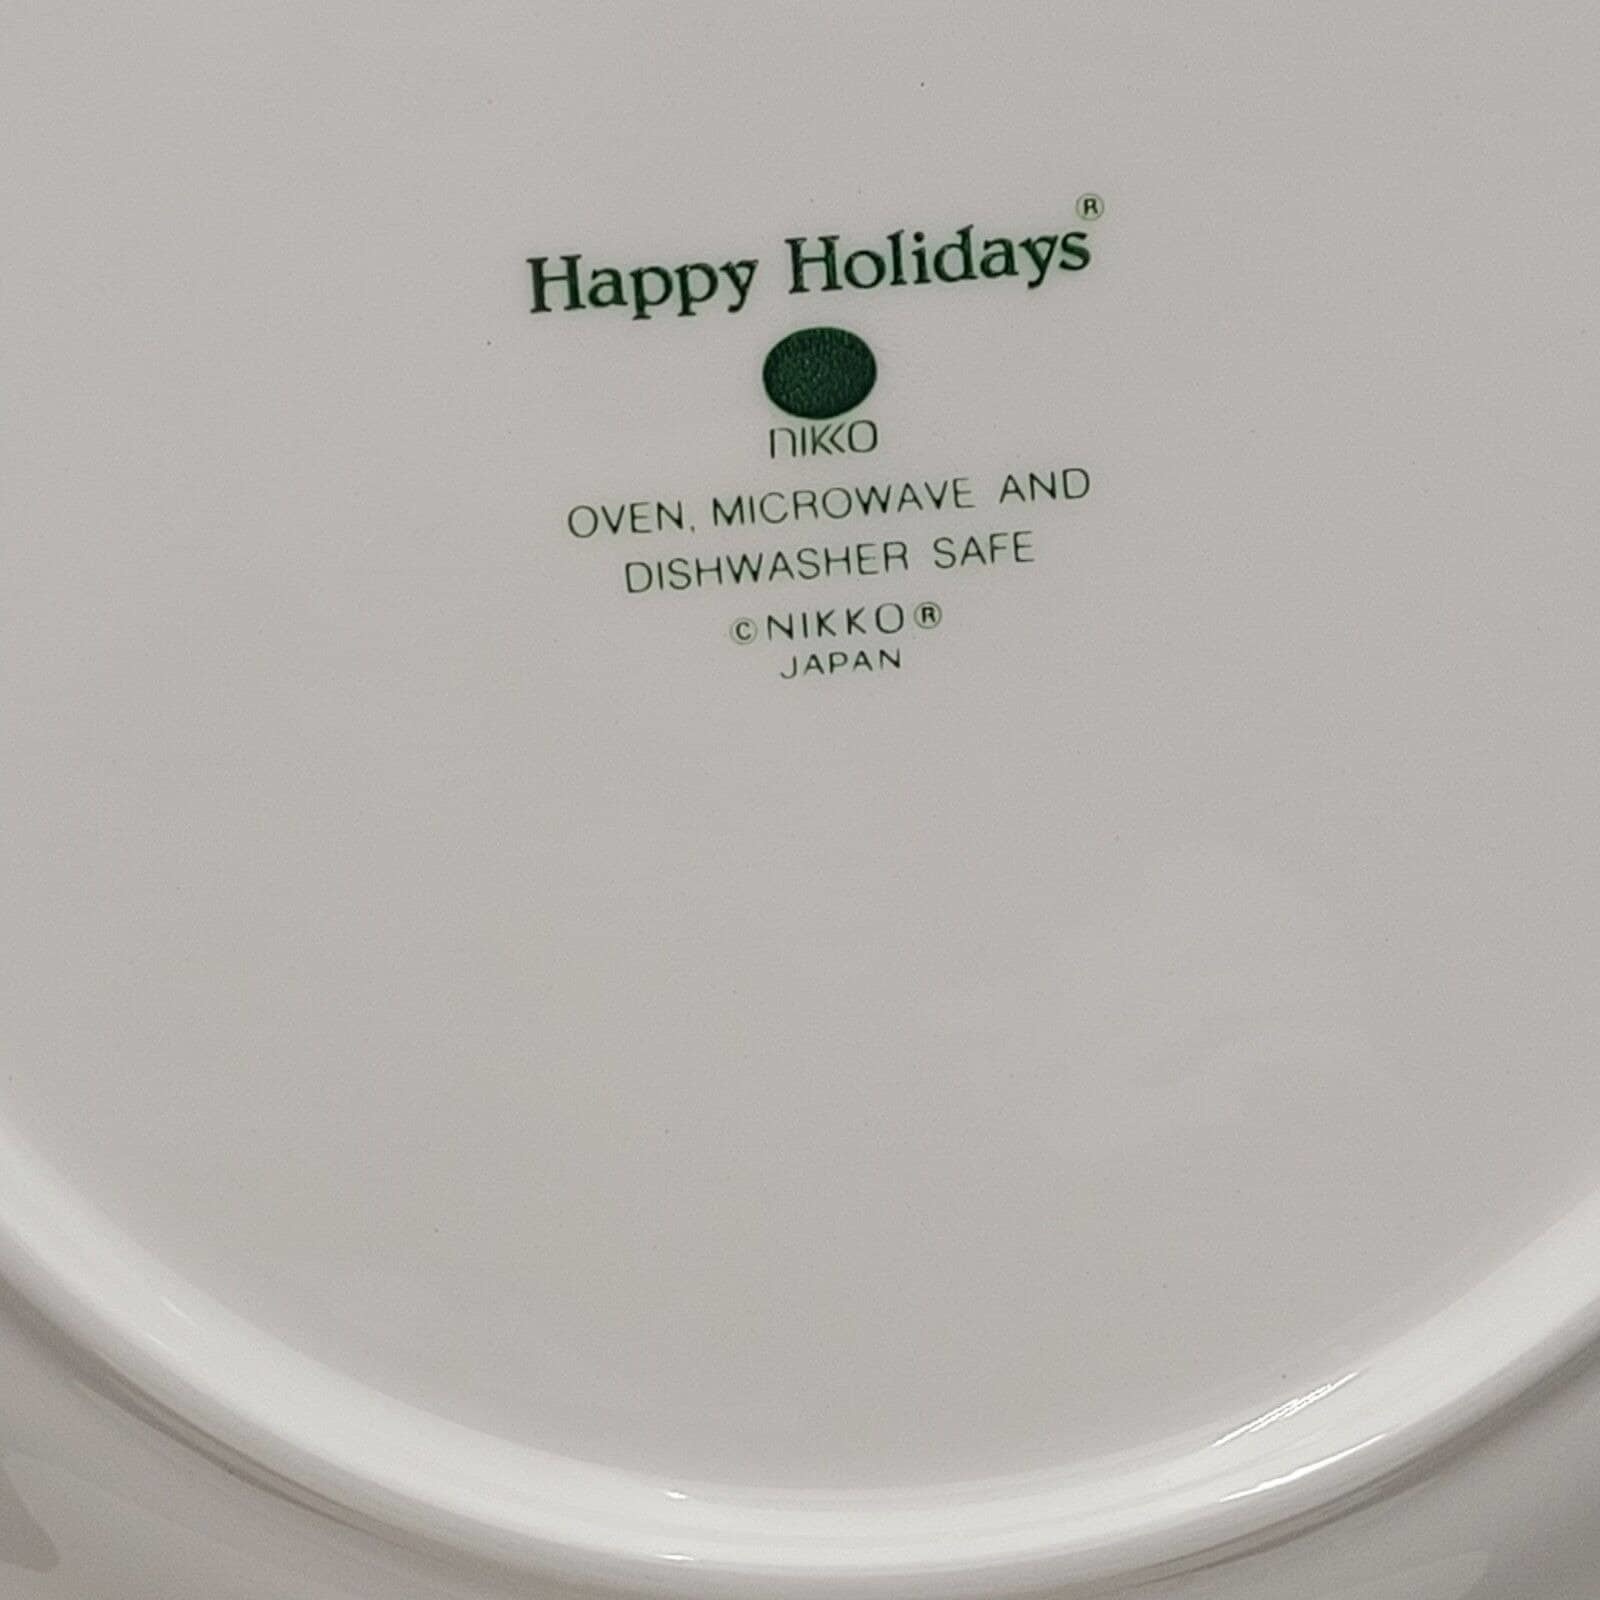 Happy Holidays®
NIKKO
OVEN, MICROWAVE AND
DISHWASHER SAFE
©NIKKO®
JAPAN